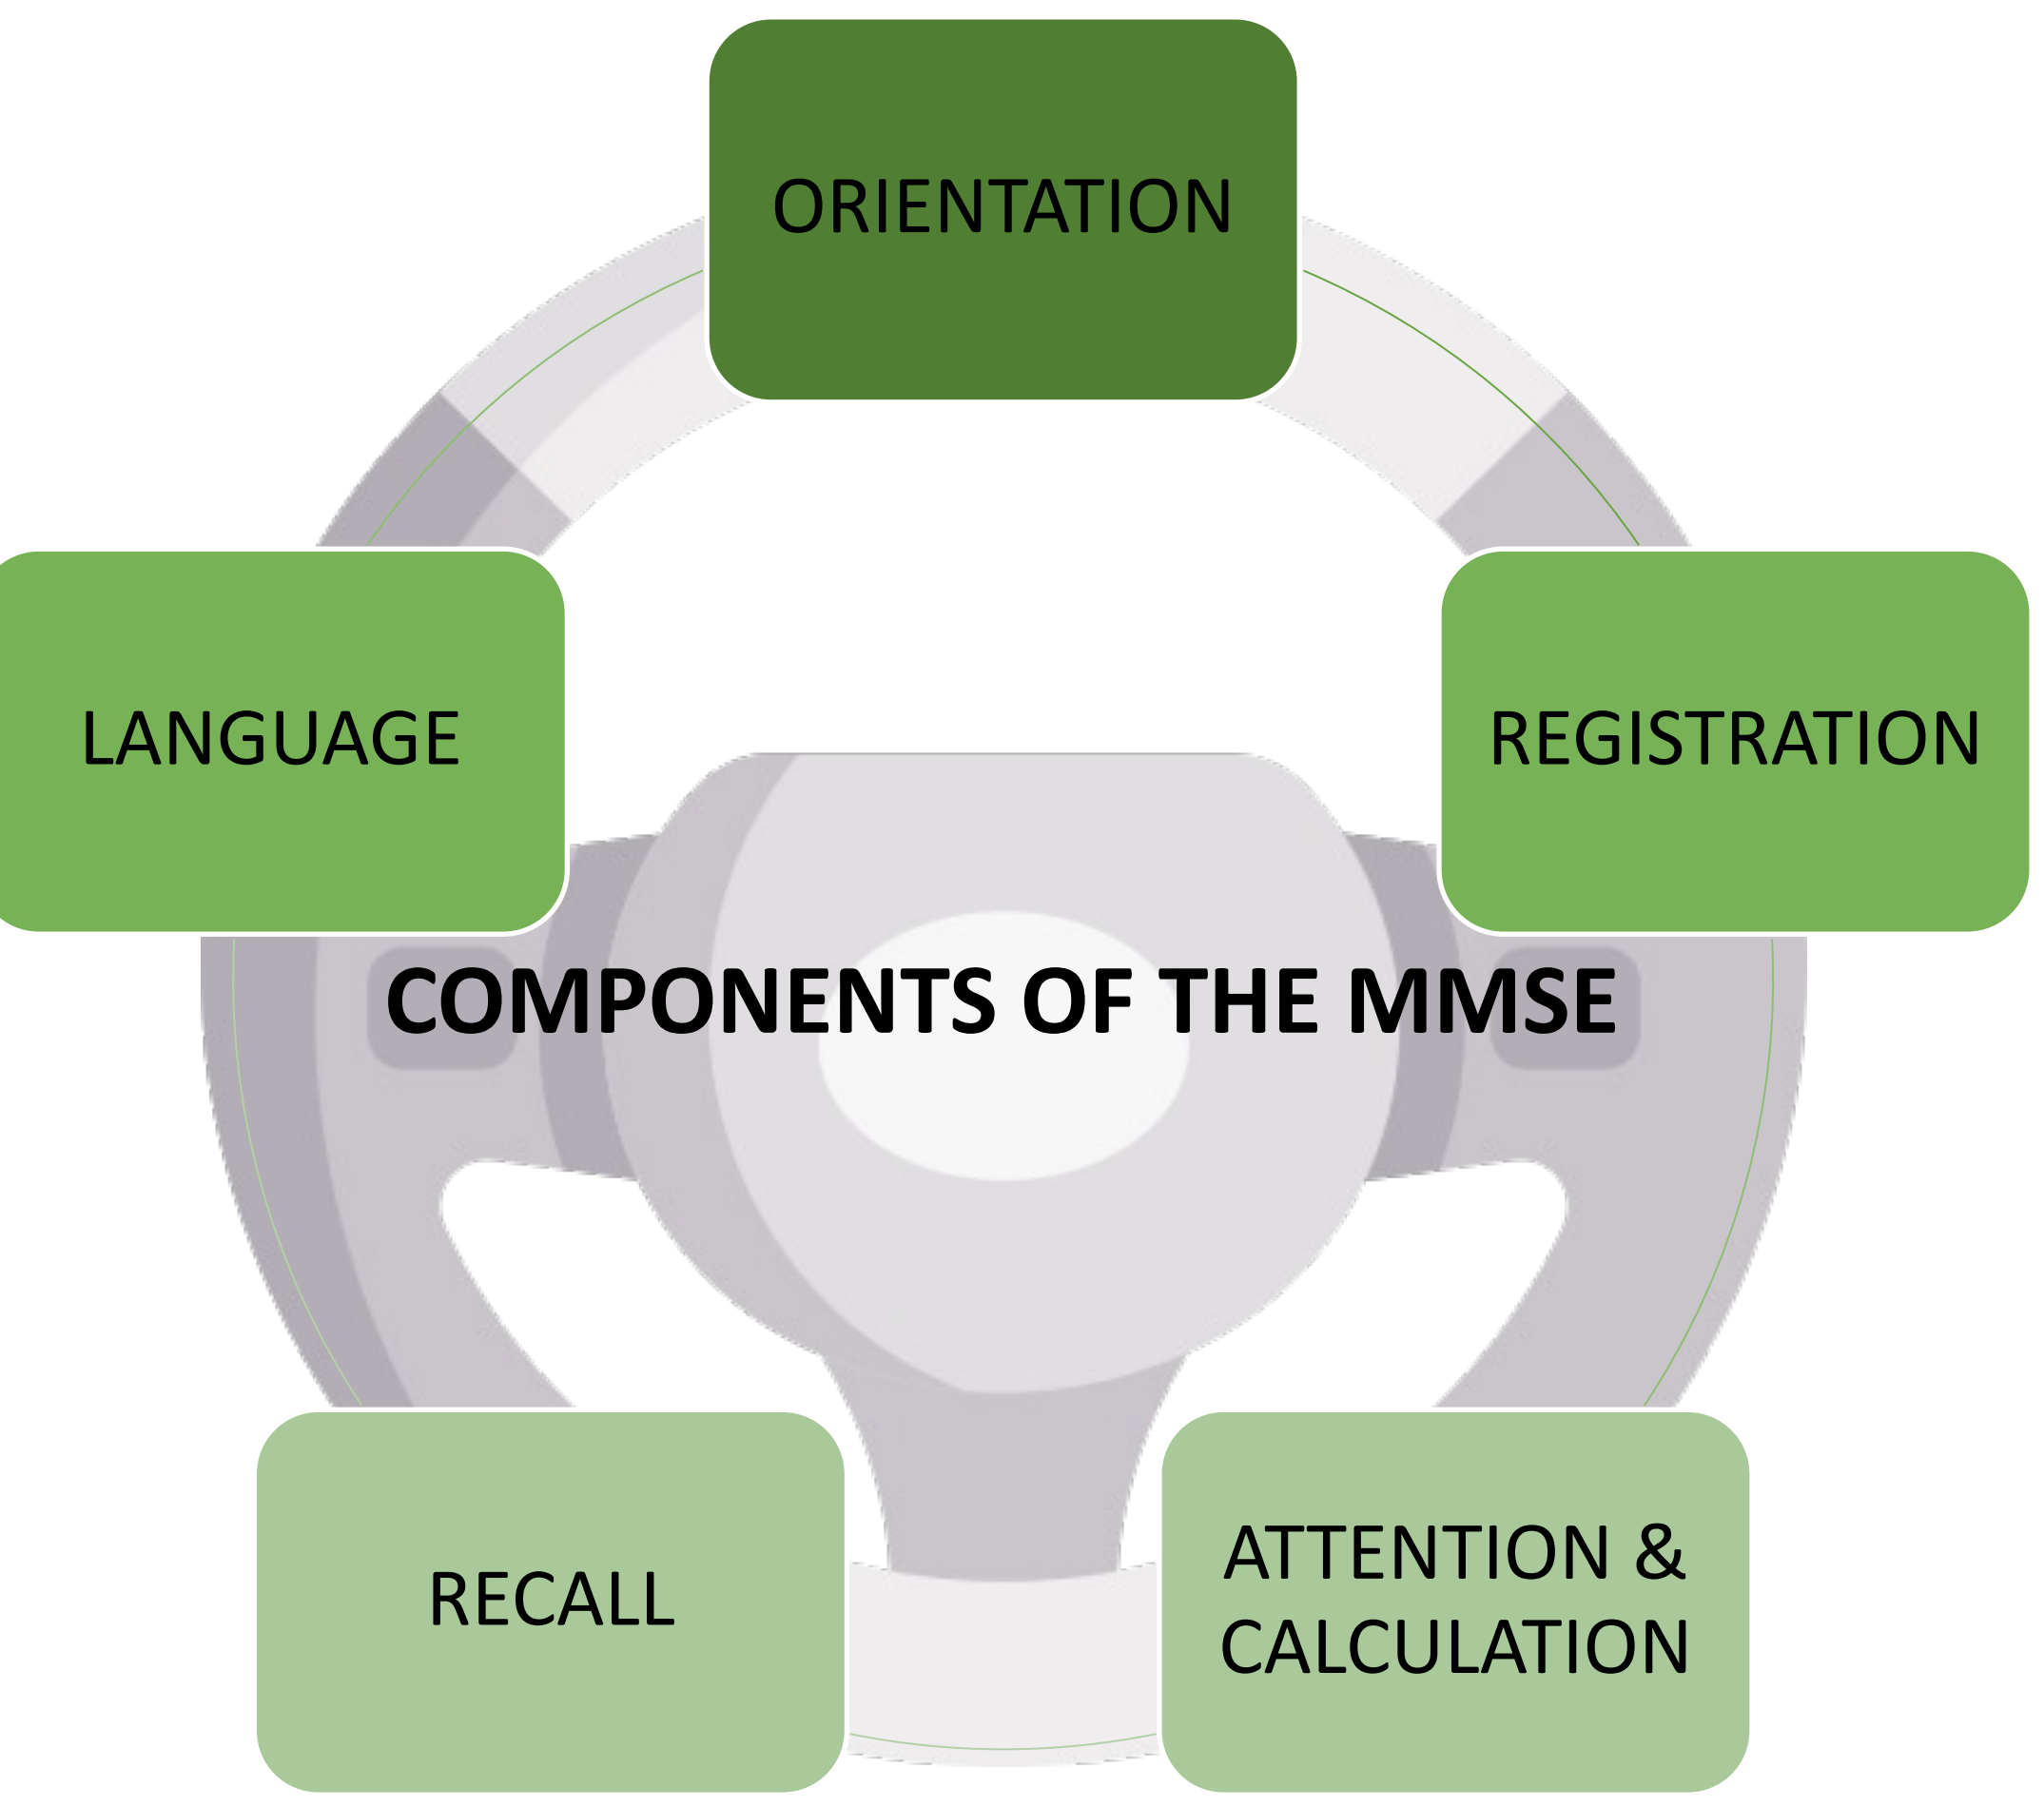 ORIENTATION
LANGUAGE
REGISTRATION
COMPONENTS OF THE MMSE
RECALL
ATTENTION &
CALCULATION